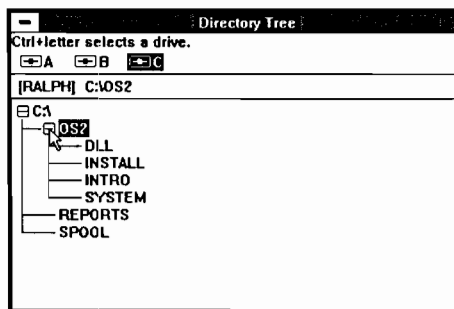 Directory Tree
Ctrl+letter selects a drive.
A B C
[RALPH] C:\OS2
C:\
OS2
DLL
INSTALL
INTRO
SYSTEM
REPORTS
SPOOL